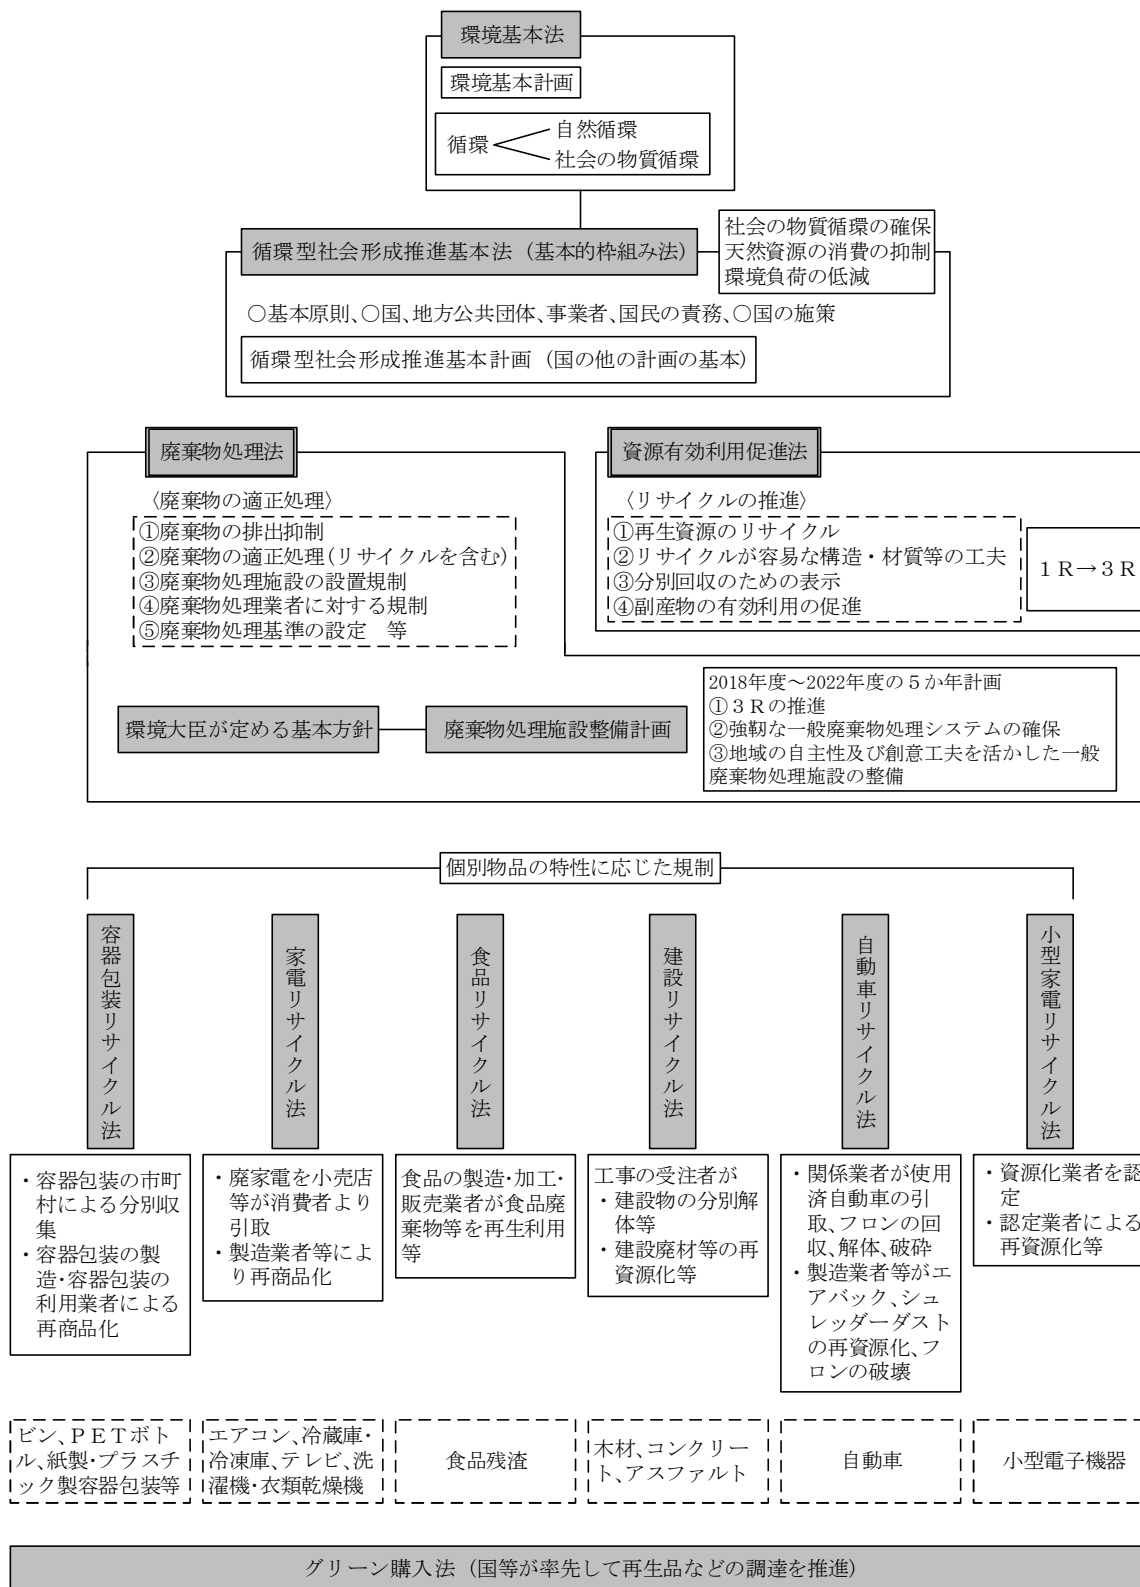 環境基本法
環境基本計画
循環
自然循環
社会の物質循環
循環型社会形成推進基本法（基本的枠組み法）
社会の物質循環の確保
天然資源の消費の抑制
環境負荷の低減
〇基本原則、〇国、地方公共団体、事業者、国民の責務、〇国の施策
循環型社会形成推進基本計画（国の他の計画の基本）
廃棄物処理法
〈廃棄物の適正処理〉
①廃棄物の排出抑制
②廃棄物の適正処理（リサイクルを含む）
③廃棄物処理施設の設置規制
④廃棄物処理業者に対する規制
⑤廃棄物処理基準の設定　等
資源有効利用促進法
〈リサイクルの推進〉
①再生資源のリサイクル
②リサイクルが容易な構造・材質等の工夫
③分別回収のための表示
④副産物の有効利用の促進
１Ｒ→３Ｒ
環境大臣が定める基本方針
廃棄物処理施設整備計画
2018年度～2022年度の５か年計画
①３Ｒの推進
②強靭な一般廃棄物処理システムの確保
③地域の自主性及び創意工夫を活かした一般
廃棄物処理施設の整備
個別物品の特性に応じた規制
容器包装リサイクル法
家電リサイクル法
食品リサイクル法
建設リサイクル法
自動車リサイクル法
小型家電リサイクル法
・容器包装の市町
村による分別収
集
・容器包装の製
造・容器包装の
利用業者による
再商品化
・廃家電を小売店
等が消費者より
引取
・製造業者等によ
り再商品化
食品の製造・加工・
販売業者が食品廃
棄物等を再生利用
等
工事の受注者が
・建設物の分別解
体等
・建設廃材等の再
資源化等
・関係業者が使用
済自動車の引
取、フロンの回
収、解体、破砕
・製造業者等がエ
アバック、シュ
レッダーダスト
の再資源化、フ
ロンの破壊
・資源化業者を認
定
・認定業者による
再資源化等
ビン、ＰＥＴボト
ル、紙製・プラスチ
ック製容器包装等
エアコン、冷蔵庫・
冷凍庫、テレビ、洗
濯機・衣類乾燥機
食品残渣
木材、コンクリー
ト、アスファルト
自動車
小型電子機器
グリーン購入法（国等が率先して再生品などの調達を推進）